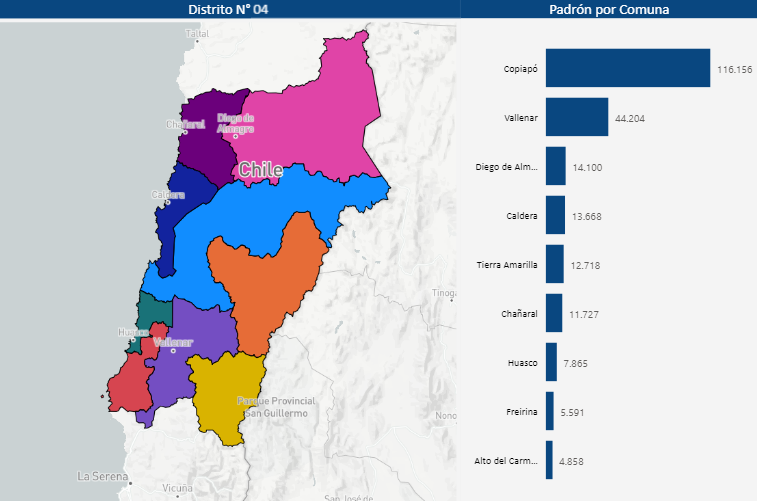 Distrito N° 04
Padrón por Comuna
Taltal
Chañaral
Diego de
Almagro
Chile
Caldera
Huasco
Vallenar
Tinoga
Parque Provincial
San Guillermo
Nono
La Serena
Vicuña
San José de
Copiapó 116.156
Vallenar 44.204
Diego de Alm... 14.100
Caldera 13.668
Tierra Amarilla 12.718
Chañaral 11.727
Huasco 7.865
Freirina 5.591
Alto del Carm... 4.858